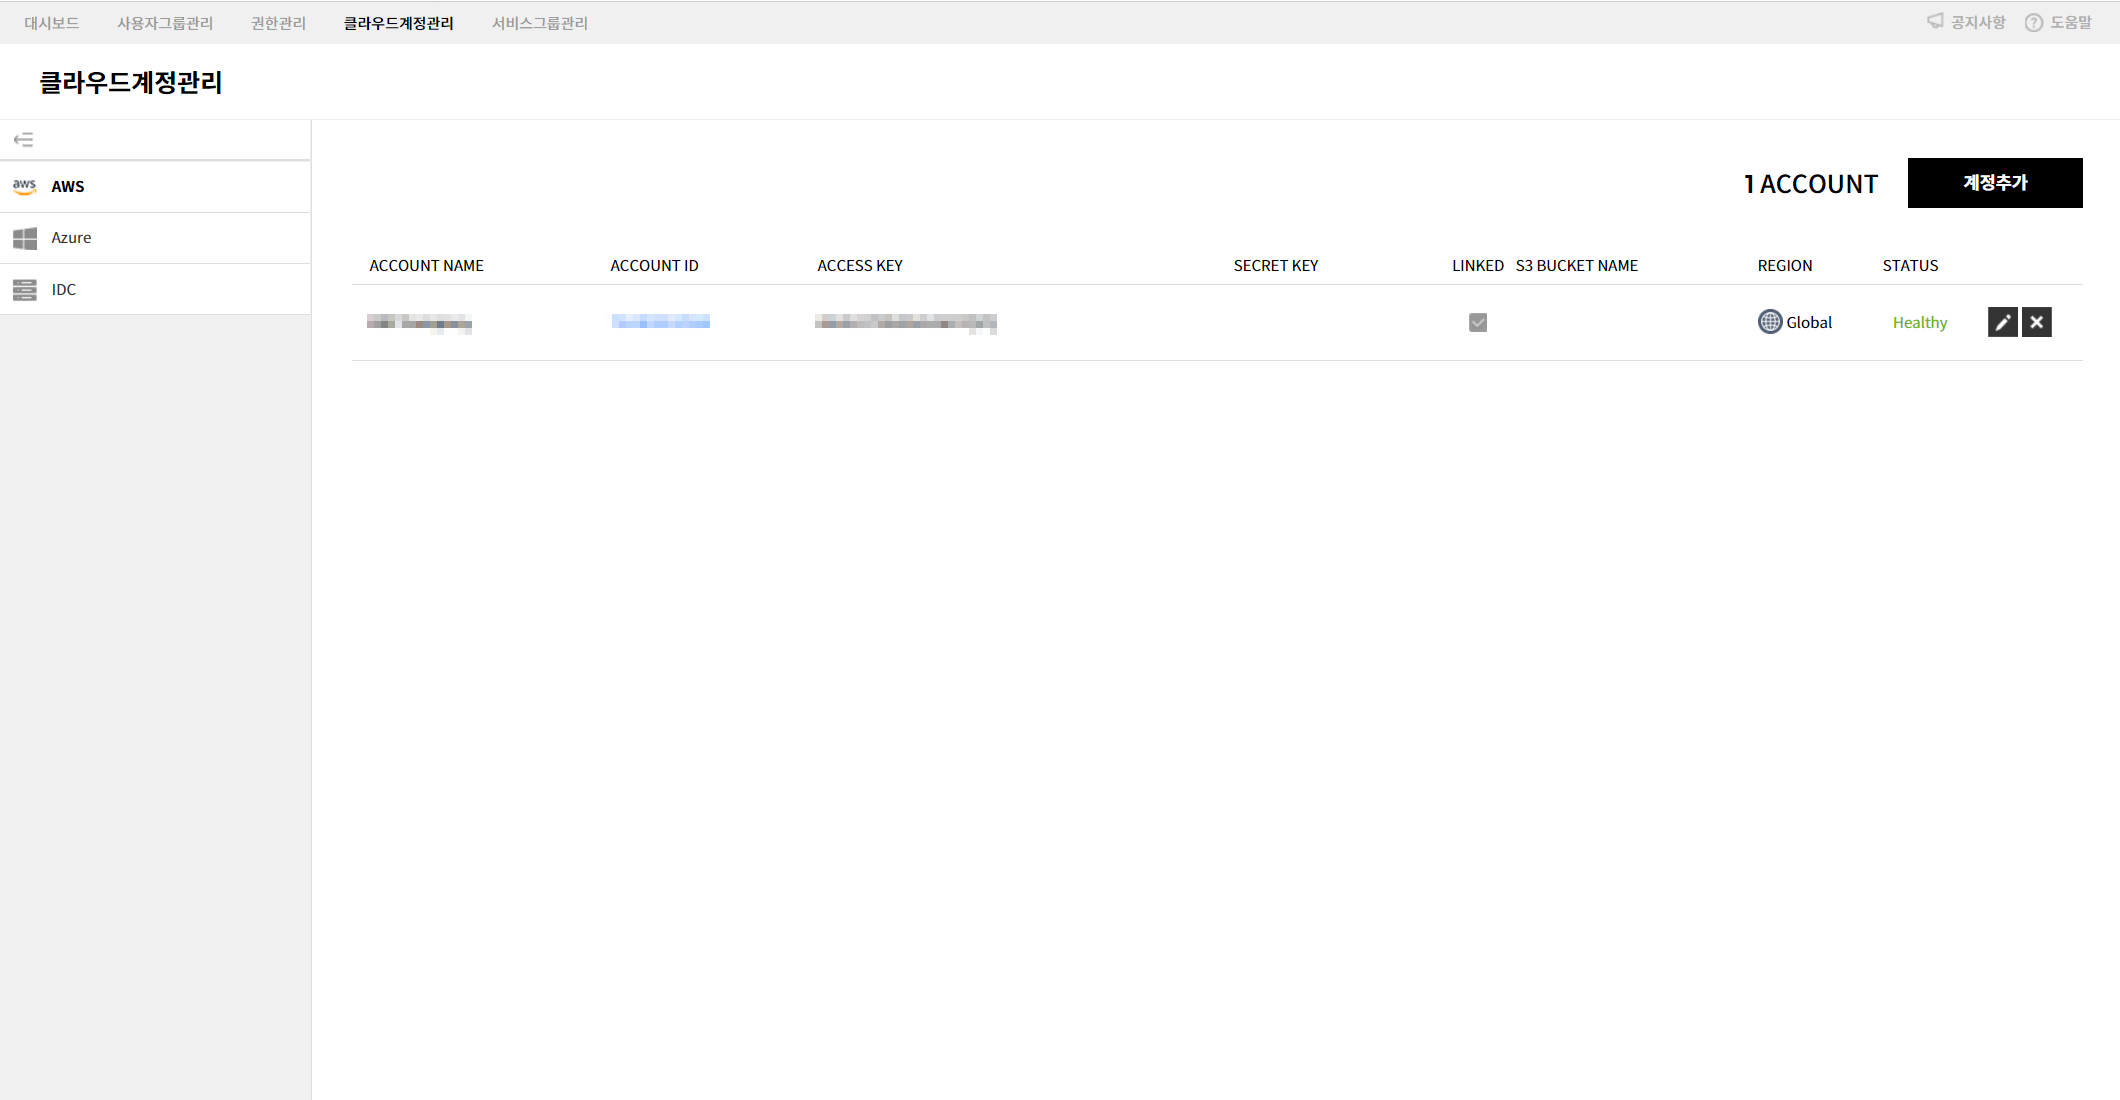 대시보드 사용자그룹관리 권한관리 클라우드계정관리 서비스그룹관리 공지사항 도움말
클라우드계정관리
aws AWS
Azure
IDC
1 ACCOUNT 계정추가
ACCOUNT NAME ACCOUNT ID ACCESS KEY SECRET KEY LINKED S3 BUCKET NAME REGION STATUS
Global Healthy